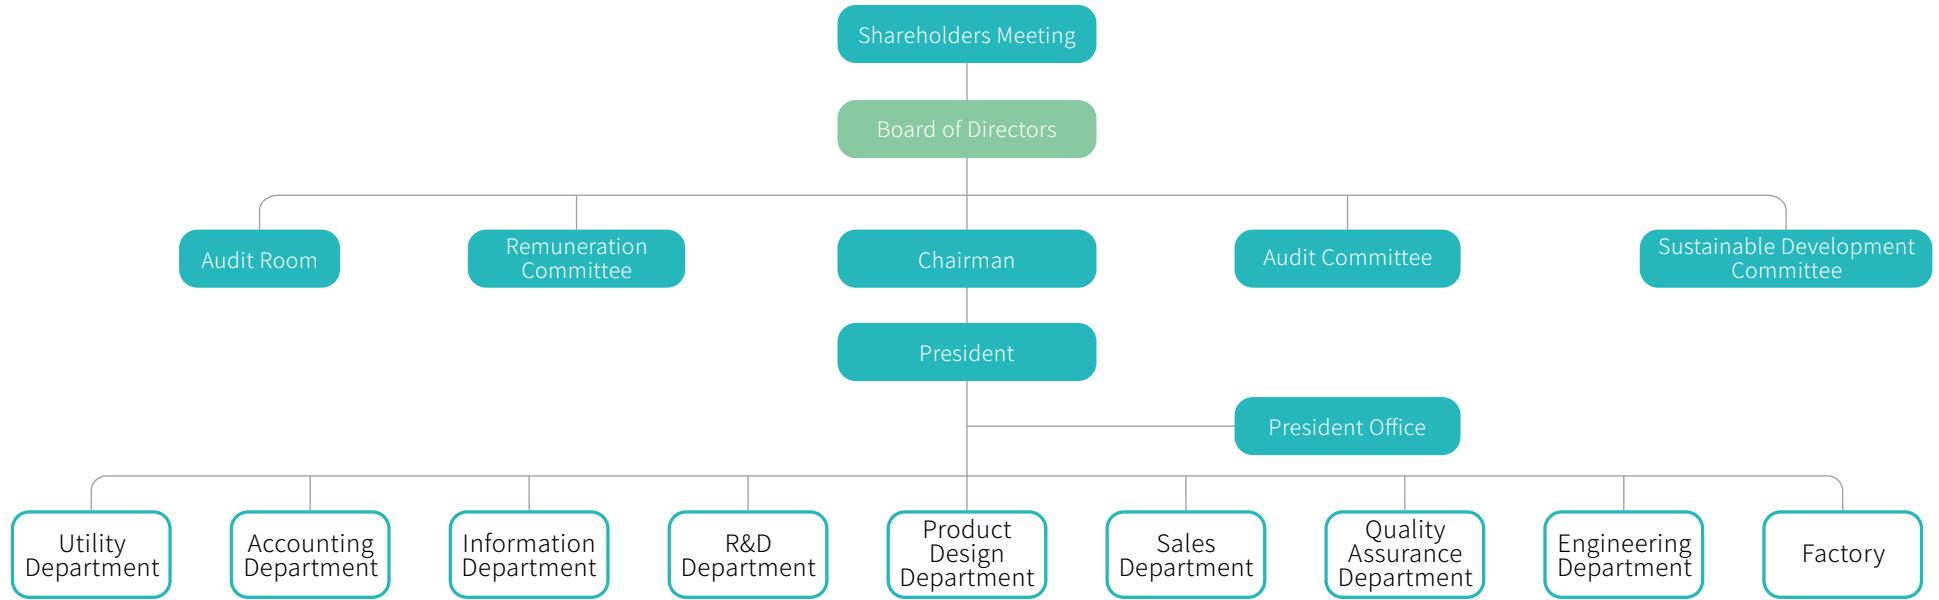 Shareholders Meeting
Board of Directors
Audit Room
Remuneration
Committee
Chairman
Audit Committee
Sustainable Development
Committee
President
President Office
Utility
Department
Accounting
Department
Information
Department
R&D
Department
Product
Design
Department
Sales
Department
Quality
Assurance
Department
Engineering
Department
Factory